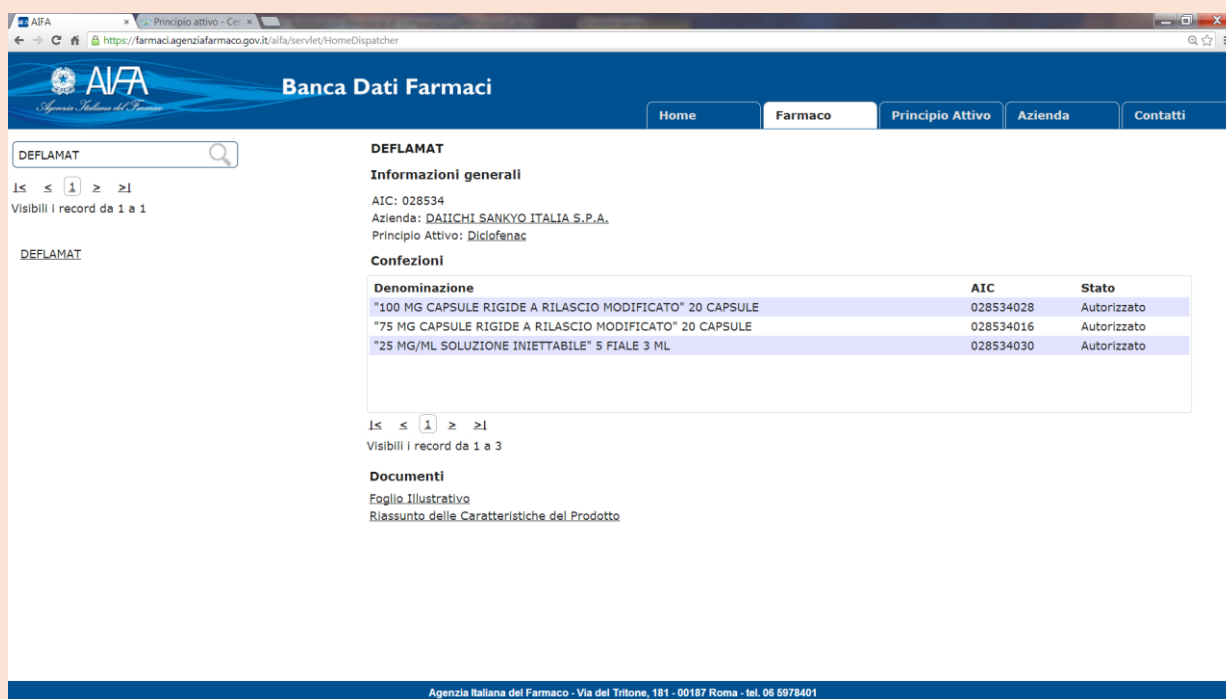 AIFA
Principio attivo - Cer
https://farmaci.agenziafarmaco.gov.it/aifa/servlet/HomeDispatcher
AIFA
Agenzia Italiana del Farmaco
Banca Dati Farmaci
Home Farmaco Principio Attivo Azienda Contatti
DEFLAMAT
|< < 1 > >|
Visibili i record da 1 a 1
DEFLAMAT
DEFLAMAT
Informazioni generali
AIC: 028534
Azienda: DAIICHI SANKYO ITALIA S.P.A.
Principio Attivo: Diclofenac
Confezioni
Denominazione AIC Stato
"100 MG CAPSULE RIGIDE A RILASCIO MODIFICATO" 20 CAPSULE 028534028 Autorizzato
"75 MG CAPSULE RIGIDE A RILASCIO MODIFICATO" 20 CAPSULE 028534016 Autorizzato
"25 MG/ML SOLUZIONE INIETTABILE" 5 FIALE 3 ML 028534030 Autorizzato
|< < 1 > >|
Visibili i record da 1 a 3
Documenti
Foglio Illustrativo
Riassunto delle Caratteristiche del Prodotto
Agenzia Italiana del Farmaco - Via del Tritone, 181 - 00187 Roma - tel. 06 5978401